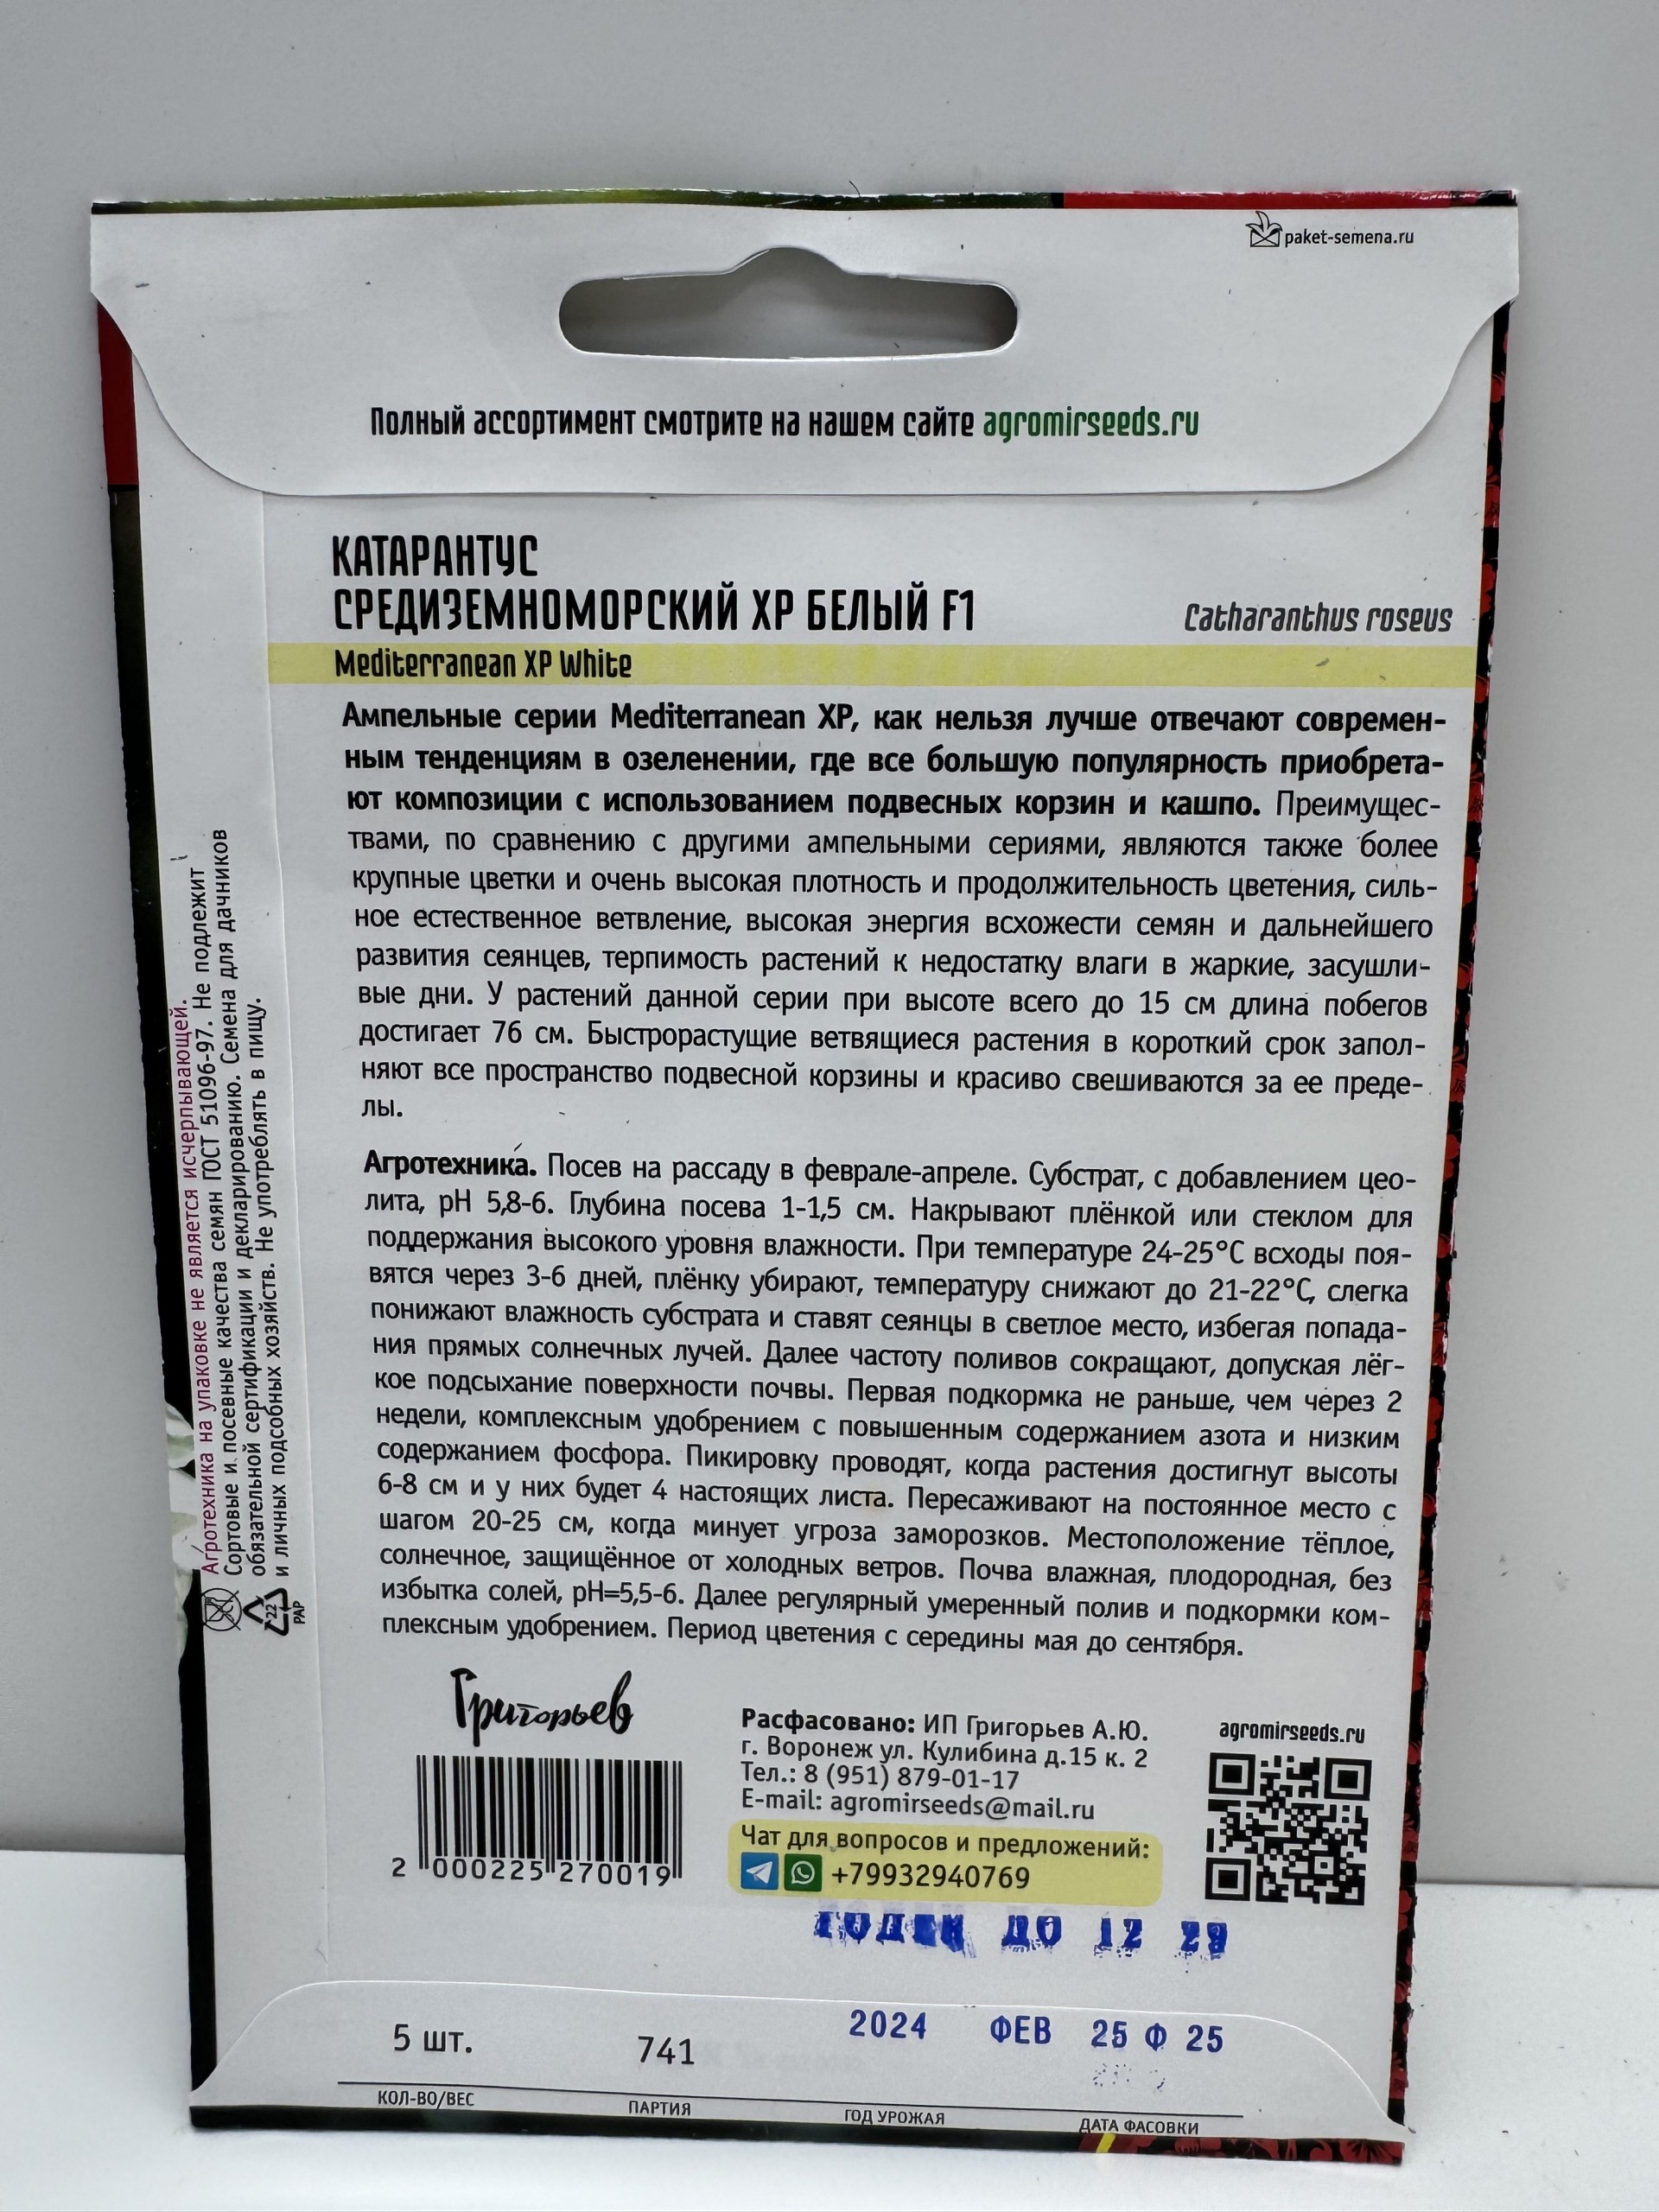 paket-semena.ru
Полный ассортимент смотрите на нашем сайте agromirseeds.ru
КАТАРАНТУС
СРЕДИЗЕМНОМОРСКИЙ XP БЕЛЫЙ F1
Catharanthus roseus
Mediterranean XP White
Ампельные серии Mediterranean XP, как нельзя лучше отвечают современ-
ным тенденциям в озеленении, где все большую популярность приобрета-
ют композиции с использованием подвесных корзин и кашпо. Преимущес-
твами, по сравнению с другими ампельными сериями, являются также более
крупные цветки и очень высокая плотность и продолжительность цветения, силь-
ное естественное ветвление, высокая энергия всхожести семян и дальнейшего
развития сеянцев, терпимость растений к недостатку влаги в жаркие, засушли-
вые дни. У растений данной серии при высоте всего до 15 см длина побегов
достигает 76 см. Быстрорастущие ветвящиеся растения в короткий срок запол-
няют все пространство подвесной корзины и красиво свешиваются за ее преде-
лы.
Агротехника. Посев на рассаду в феврале-апреле. Субстрат, с добавлением цео-
лита, pH 5,8-6. Глубина посева 1-1,5 см. Накрывают плёнкой или стеклом для
поддержания высокого уровня влажности. При температуре 24-25°С всходы поя-
вятся через 3-6 дней, плёнку убирают, температуру снижают до 21-22°С, слегка
понижают влажность субстрата и ставят сеянцы в светлое место, избегая попада-
ния прямых солнечных лучей. Далее частоту поливов сокращают, допуская лёг-
кое подсыхание поверхности почвы. Первая подкормка не раньше, чем через 2
недели, комплексным удобрением с повышенным содержанием азота и низким
содержанием фосфора. Пикировку проводят, когда растения достигнут высоты
6-8 см и у них будет 4 настоящих листа. Пересаживают на постоянное место с
шагом 20-25 см, когда минует угроза заморозков. Местоположение тёплое,
солнечное, защищённое от холодных ветров. Почва влажная, плодородная, без
избытка солей, pH=5,5-6. Далее регулярный умеренный полив и подкормки ком-
плексным удобрением. Период цветения с середины мая до сентября.
Агротехника на упаковке не является исчерпывающей.
Сортовые и посевные качества семян ГОСТ 51096-97. Не подлежит
обязательной сертификации и декларированию. Семена для дачников
и личных подсобных хозяйств. Не употреблять в пищу.
22
PAP
Григорьев
2 000225 270019
Расфасовано: ИП Григорьев А.Ю.
г. Воронеж ул. Кулибина д.15 к. 2
Тел.: 8 (951) 879-01-17
E-mail: agromirseeds@mail.ru
Чат для вопросов и предложений:
+79932940769
agromirseeds.ru
ГОДЕН ДО 12 29
5 шт.
741
2024
ФЕВ 25 Ф 25
КОЛ-ВО/ВЕС
ПАРТИЯ
ГОД УРОЖАЯ
ДАТА ФАСОВКИ